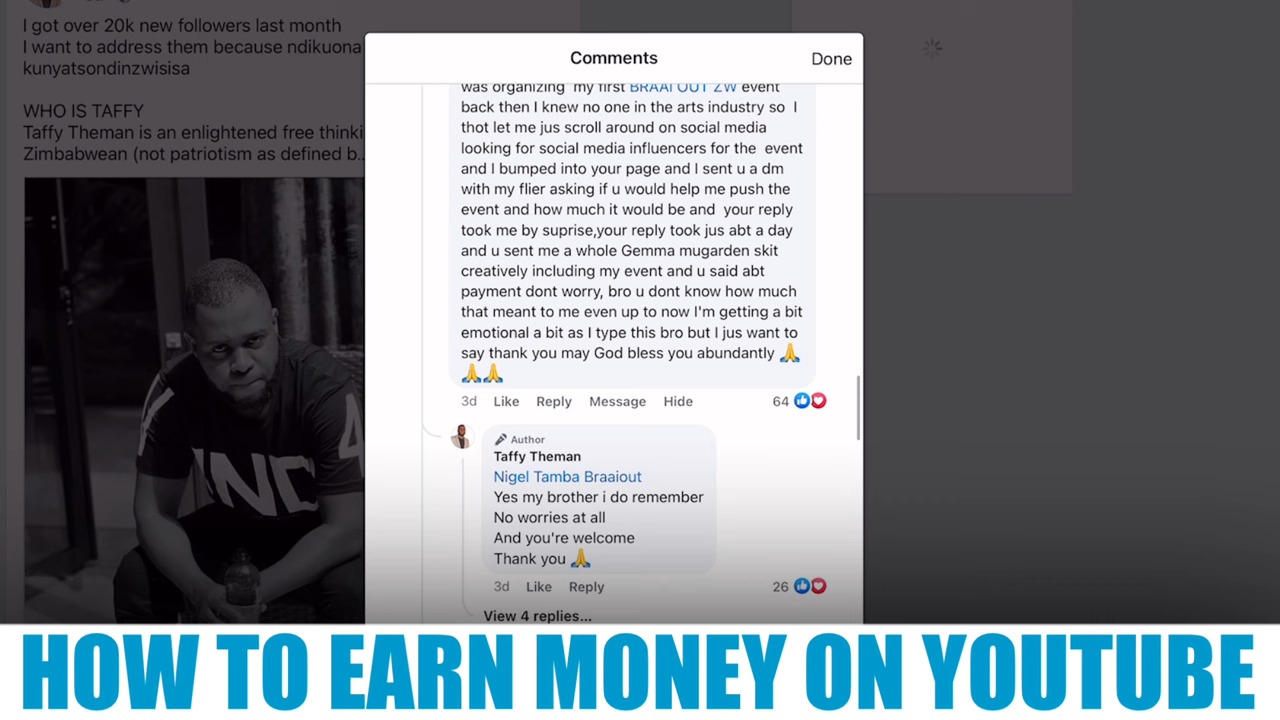 I got over 20k new followers last month
I want to address them because ndikuona
kunyatsondinzwisisa
WHO IS TAFFY
Taffy Theman is an enlightened free thinki
Zimbabwean (not patriotism as defined b..
Comments
Done
was organizing my first BRAAI OUT ZW event
back then I knew no one in the arts industry so I
thot let me jus scroll around on social media
looking for social media influencers for the event
and I bumped into your page and I sent u a dm
with my flier asking if u would help me push the
event and how much it would be and your reply
took me by suprise,your reply took jus abt a day
and u sent me a whole Gemma mugarden skit
creatively including my event and u said abt
payment dont worry, bro u dont know how much
that meant to me even up to now I'm getting a bit
emotional a bit as I type this bro but I jus want to
say thank you may God bless you abundantly 🙏
🙏🙏
3d Like Reply Message Hide 64
Author
Taffy Theman
Nigel Tamba Braaiout
Yes my brother i do remember
No worries at all
And you're welcome
Thank you 🙏
3d Like Reply 26
View 4 replies...
HOW TO EARN MONEY ON YOUTUBE